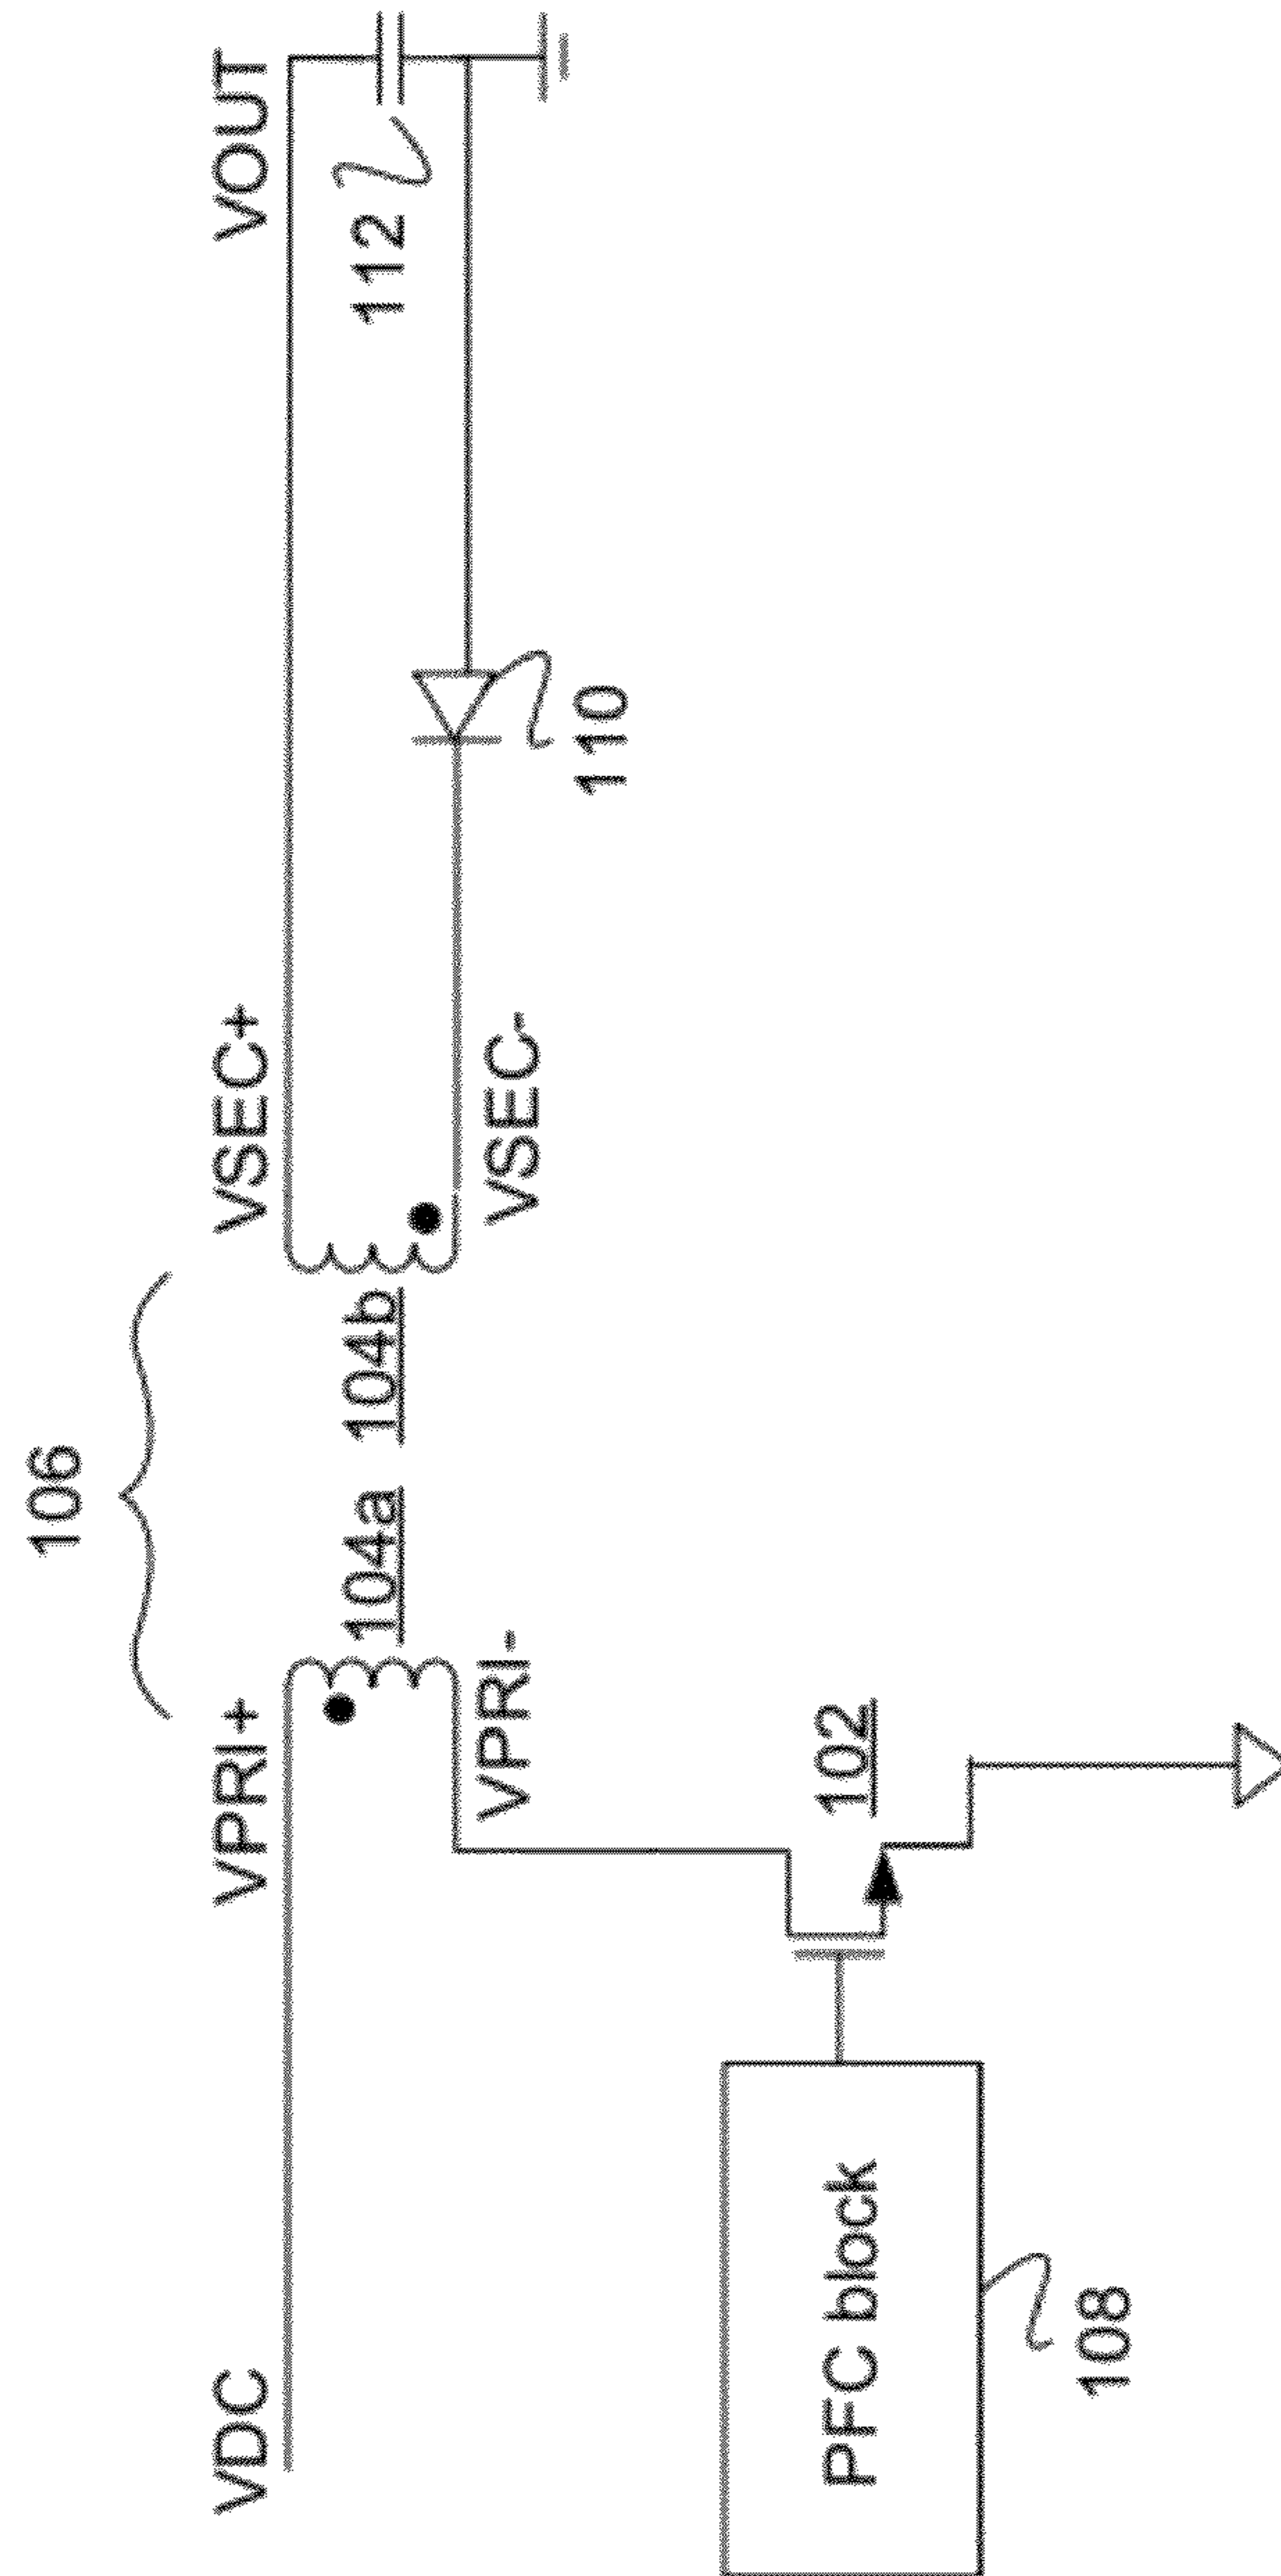 106
VDC
VPRI+
VSEC+
VOUT
104a
104b
112
VPRI-
VSEC-
110
102
PFC block
108